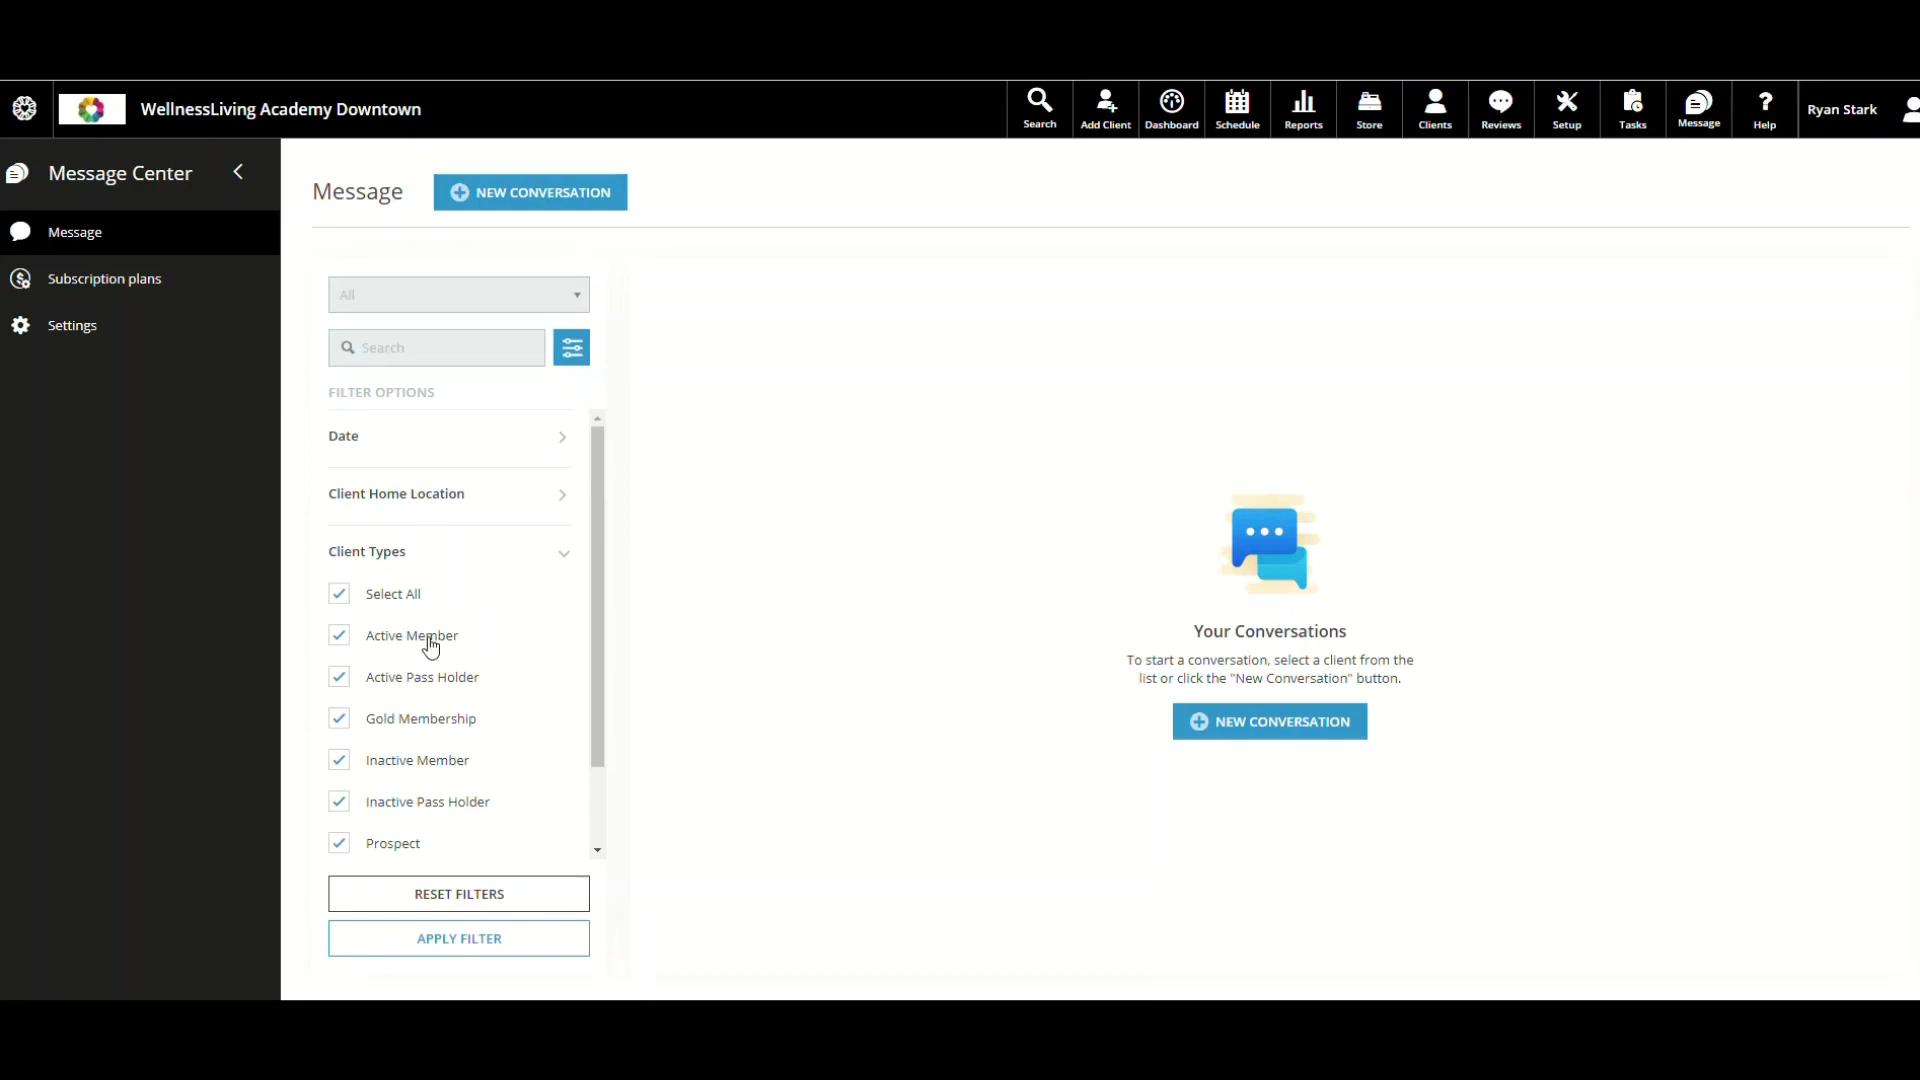 WellnessLiving Academy Downtown
Search
Add Client
Dashboard
Schedule
Reports
Store
Clients
Reviews
Setup
Tasks
Message
Help
Ryan Stark
Message Center
Message
Subscription plans
Settings
Message
NEW CONVERSATION
All
Search
FILTER OPTIONS
Date
Client Home Location
Client Types
Select All
Active Member
Active Pass Holder
Gold Membership
Inactive Member
Inactive Pass Holder
Prospect
RESET FILTERS
APPLY FILTER
Your Conversations
To start a conversation, select a client from the
list or click the "New Conversation" button.
NEW CONVERSATION